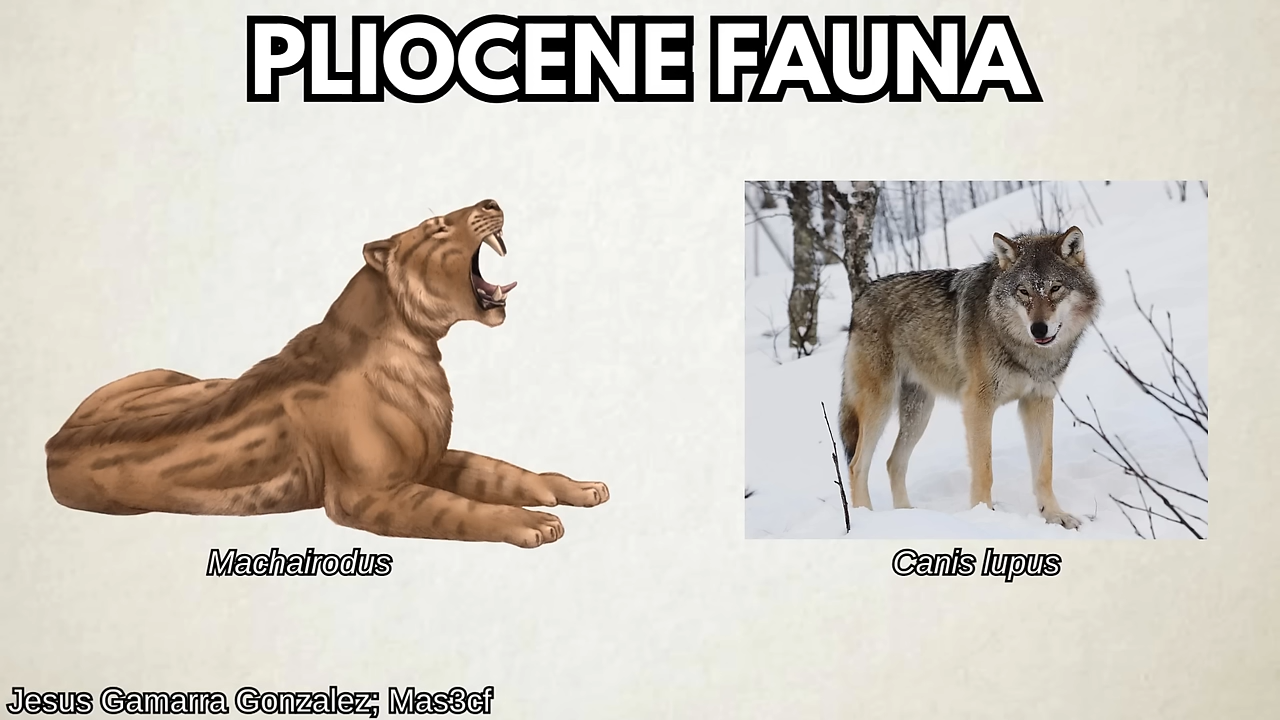 PLIOCENE FAUNA
Machairodus
Canis lupus
Jesus Gamarra Gonzalez; Mas3cf